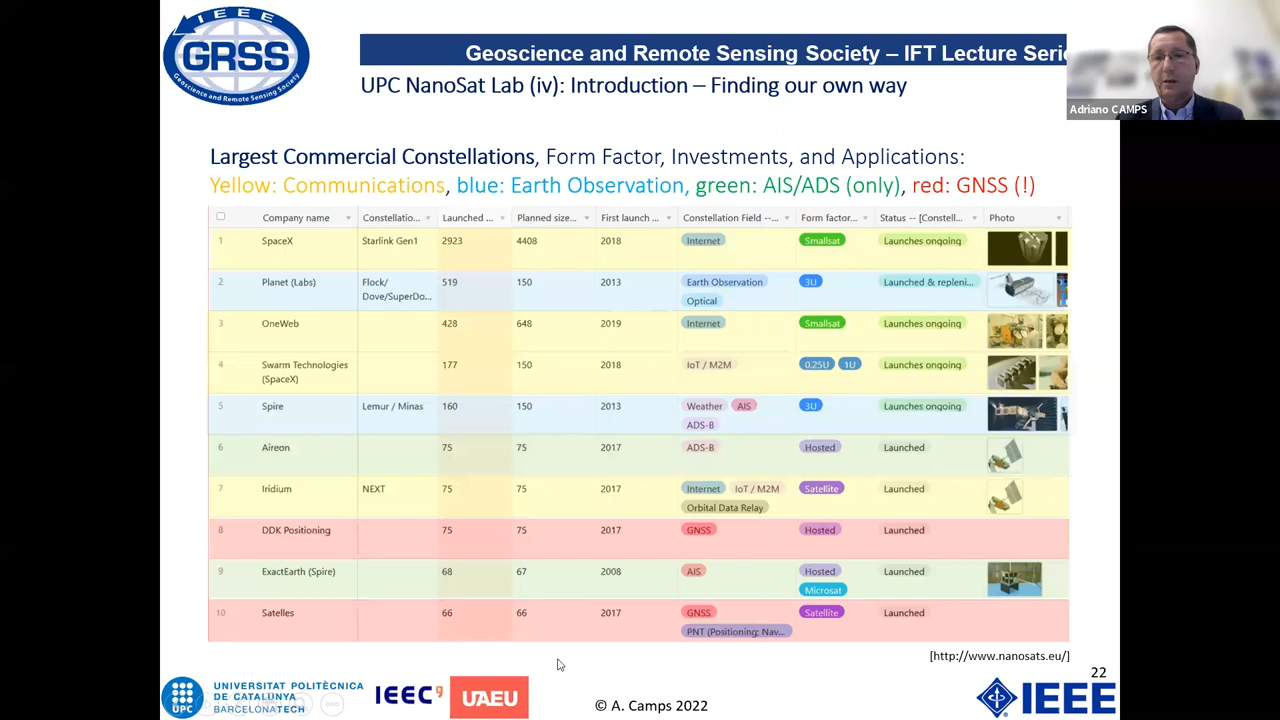 GRSS
Geoscience and Remote Sensing Society
Geoscience and Remote Sensing Society – IFT Lecture Serie
UPC NanoSat Lab (iv): Introduction – Finding our own way
Adriano CAMPS
Largest Commercial Constellations, Form Factor, Investments, and Applications:
Yellow: Communications, blue: Earth Observation, green: AIS/ADS (only), red: GNSS (!)
Company name Constellatio... Launched ... Planned size... First launch ... Constellation Field --... Form factor... Status -- [Constell... Photo
1 SpaceX Starlink Gen1 2923 4408 2018 Internet Smallsat Launches ongoing
2 Planet (Labs) Flock/ 519 150 2013 Earth Observation 3U Launched & repleni...
Dove/SuperDo... Optical
3 OneWeb 428 648 2019 Internet Smallsat Launches ongoing
4 Swarm Technologies 177 150 2018 IoT / M2M 0.25U 1U Launches ongoing
(SpaceX)
5 Spire Lemur / Minas 160 150 2013 Weather AIS 3U Launches ongoing
ADS-B
6 Aireon 75 75 2017 ADS-B Hosted Launched
7 Iridium NEXT 75 75 2017 Internet IoT / M2M Satellite Launched
Orbital Data Relay
8 DDK Positioning 75 75 2017 GNSS Hosted Launched
9 ExactEarth (Spire) 68 67 2008 AIS Hosted Launched
Microsat
10 Satelles 66 66 2017 GNSS Satellite Launched
PNT (Positioning; Nav...
[http://www.nanosats.eu/]
22
UPC
UNIVERSITAT POLITÈCNICA
DE CATALUNYA
BARCELONATECH
IEEC
UAEU
© A. Camps 2022
IEEE